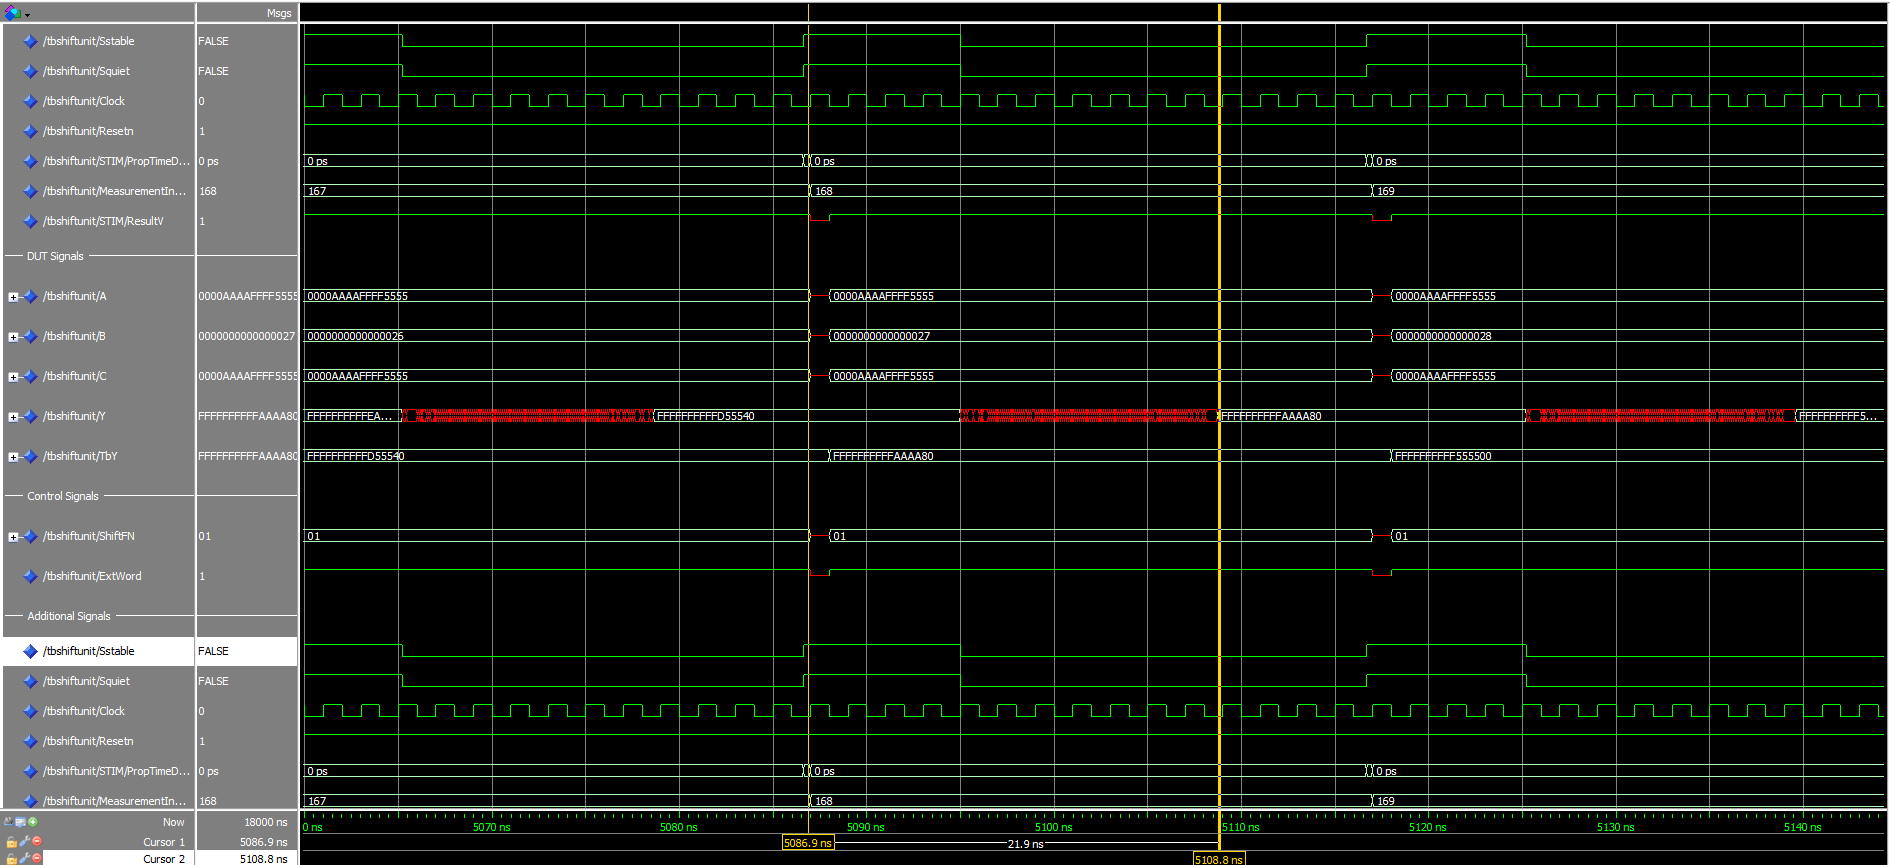 Msgs
/tbshiftunit/Sstable FALSE
/tbshiftunit/Squiet FALSE
/tbshiftunit/Clock 0
/tbshiftunit/Resetn 1
/tbshiftunit/STIM/PropTimeD... 0 ps 0 ps 0 ps 0 ps
/tbshiftunit/MeasurementIn... 168 167 168 169
/tbshiftunit/STIM/ResultV 1
DUT Signals
/tbshiftunit/A 0000AAAAFFFF5555 0000AAAAFFFF5555 0000AAAAFFFF5555 0000AAAAFFFF5555
/tbshiftunit/B 0000000000000027 0000000000000026 0000000000000027 0000000000000028
/tbshiftunit/C 0000AAAAFFFF5555 0000AAAAFFFF5555 0000AAAAFFFF5555 0000AAAAFFFF5555
/tbshiftunit/Y FFFFFFFFFFAAAA80 FFFFFFFFFFEA... FFFFFFFFFFD55540 FFFFFFFFFFAAAA80 FFFFFFFFFF5...
/tbshiftunit/TbY FFFFFFFFFFAAAA80 FFFFFFFFFFD55540 FFFFFFFFFFAAAA80 FFFFFFFFFF555500
Control Signals
/tbshiftunit/ShiftFN 01 01 01 01
/tbshiftunit/ExtWord 1
Additional Signals
/tbshiftunit/Sstable FALSE
/tbshiftunit/Squiet FALSE
/tbshiftunit/Clock 0
/tbshiftunit/Resetn 1
/tbshiftunit/STIM/PropTimeD... 0 ps 0 ps 0 ps 0 ps
/tbshiftunit/MeasurementIn... 168 167 168 169
Now 18000 ns 0 ns 5070 ns 5080 ns 5090 ns 5100 ns 5110 ns 5120 ns 5130 ns 5140 ns
Cursor 1 5086.9 ns 5086.9 ns 21.9 ns
Cursor 2 5108.8 ns 5108.8 ns